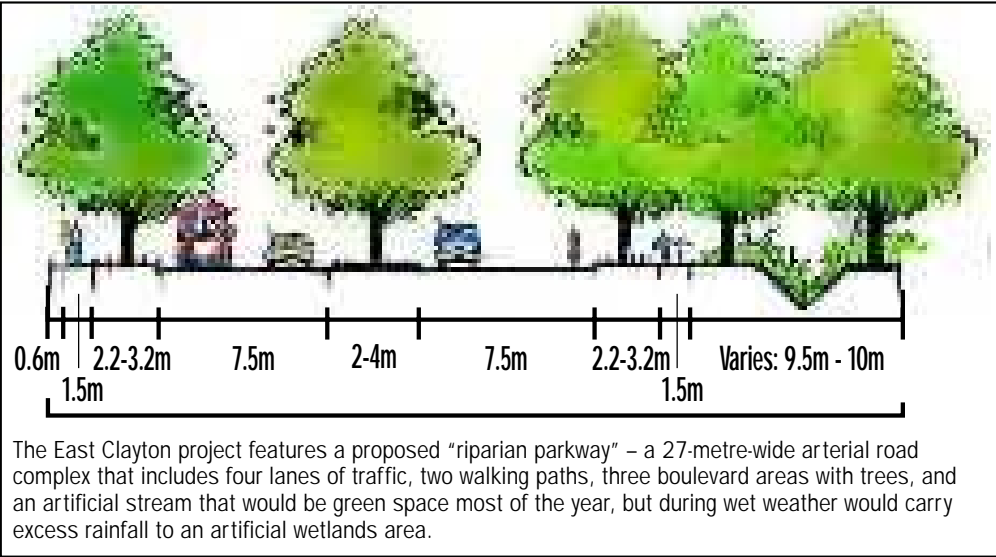 0.6m 2.2-3.2m 7.5m 2-4m 7.5m 2.2-3.2m Varies: 9.5m - 10m
1.5m 1.5m
The East Clayton project features a proposed “riparian parkway” – a 27-metre-wide arterial road
complex that includes four lanes of traffic, two walking paths, three boulevard areas with trees, and
an artificial stream that would be green space most of the year, but during wet weather would carry
excess rainfall to an artificial wetlands area.